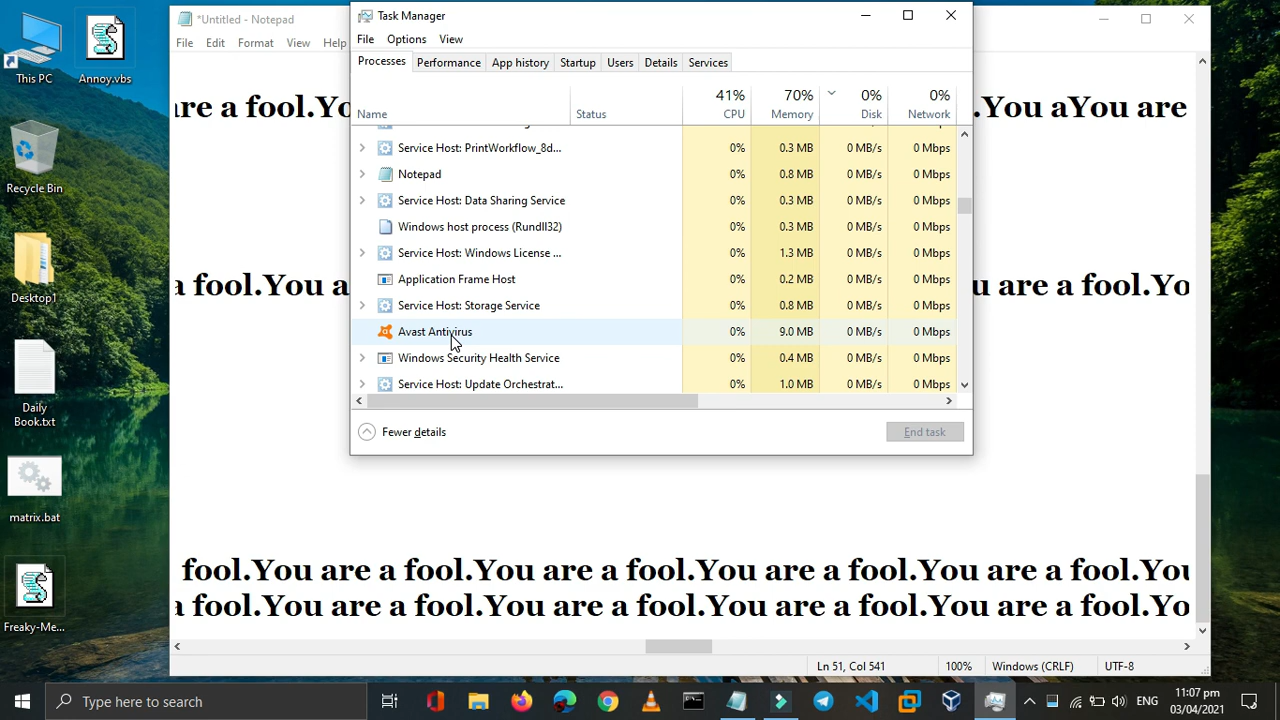 This PC
Annoy.vbs
Recycle Bin
Desktop1
Daily
Book.txt
matrix.bat
Freaky-Me...
*Untitled - Notepad
File Edit Format View Help
are a fool.Yo
.You aYou are
a fool.You a
u are a fool.Yo
fool.You are a fool.You are a fool.You are a fool.You are a fool.You
a fool.You are a fool.You are a fool.You are a fool.You are a fool.Yo
Ln 51, Col 541 100% Windows (CRLF) UTF-8
Task Manager
File Options View
Processes Performance App history Startup Users Details Services
41% 70% 0% 0%
Name Status CPU Memory Disk Network
Service Host: PrintWorkflow_8d... 0% 0.3 MB 0 MB/s 0 Mbps
Notepad 0% 0.8 MB 0 MB/s 0 Mbps
Service Host: Data Sharing Service 0% 0.3 MB 0 MB/s 0 Mbps
Windows host process (Rundll32) 0% 0.3 MB 0 MB/s 0 Mbps
Service Host: Windows License ... 0% 1.3 MB 0 MB/s 0 Mbps
Application Frame Host 0% 0.2 MB 0 MB/s 0 Mbps
Service Host: Storage Service 0% 0.8 MB 0 MB/s 0 Mbps
Avast Antivirus 0% 9.0 MB 0 MB/s 0 Mbps
Windows Security Health Service 0% 0.4 MB 0 MB/s 0 Mbps
Service Host: Update Orchestrat... 0% 1.0 MB 0 MB/s 0 Mbps
Fewer details
End task
Type here to search
ENG
11:07 pm
03/04/2021